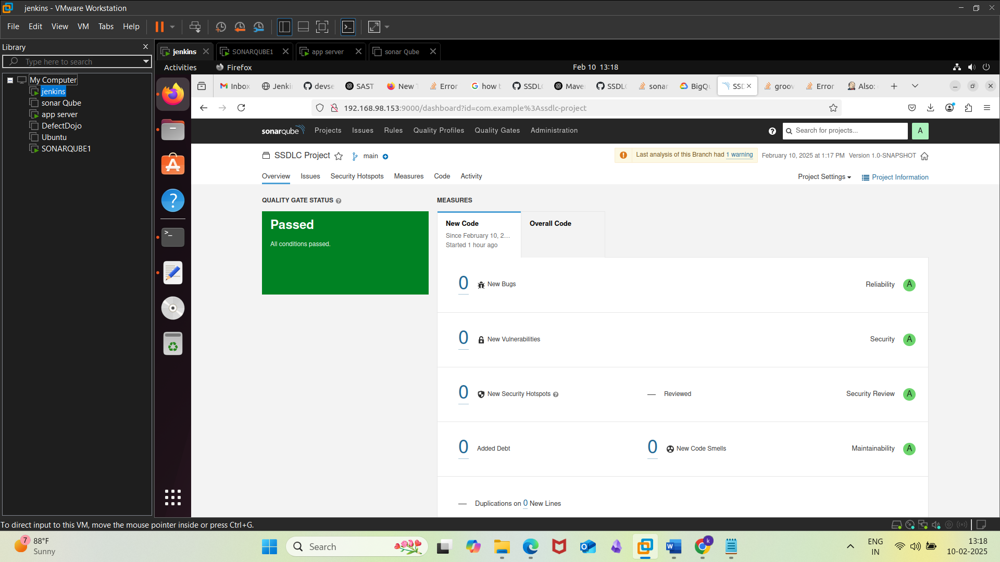 jenkins - VMware Workstation
File Edit View VM Tabs Help
Library
Type here to search
My Computer
jenkins
sonar Qube
app server
DefectDojo
Ubuntu
SONARQUBE1
jenkins SONARQUBE1 app server sonar Qube
Activities Firefox Feb 10 13:18
Inbo Jenki devse SAST New Error how t SSDL Mave SSDL sonar BigQu SSD groov Error Also:
192.168.98.153:9000/dashboard?id=com.example%3Assdlc-project
sonarqube Projects Issues Rules Quality Profiles Quality Gates Administration Search for projects... A
SSDLC Project main Last analysis of this Branch had 1 warning February 10, 2025 at 1:17 PM Version 1.0-SNAPSHOT
Overview Issues Security Hotspots Measures Code Activity Project Settings Project Information
QUALITY GATE STATUS
Passed
All conditions passed.
MEASURES
New Code
Since February 10, 2...
Started 1 hour ago
Overall Code
0 New Bugs Reliability A
0 New Vulnerabilities Security A
0 New Security Hotspots — Reviewed Security Review A
0 Added Debt 0 New Code Smells Maintainability A
— Duplications on 0 New Lines
To direct input to this VM, move the mouse pointer inside or press Ctrl+G.
7
88°F
Sunny
Search
k
ENG
IN
13:18
10-02-2025